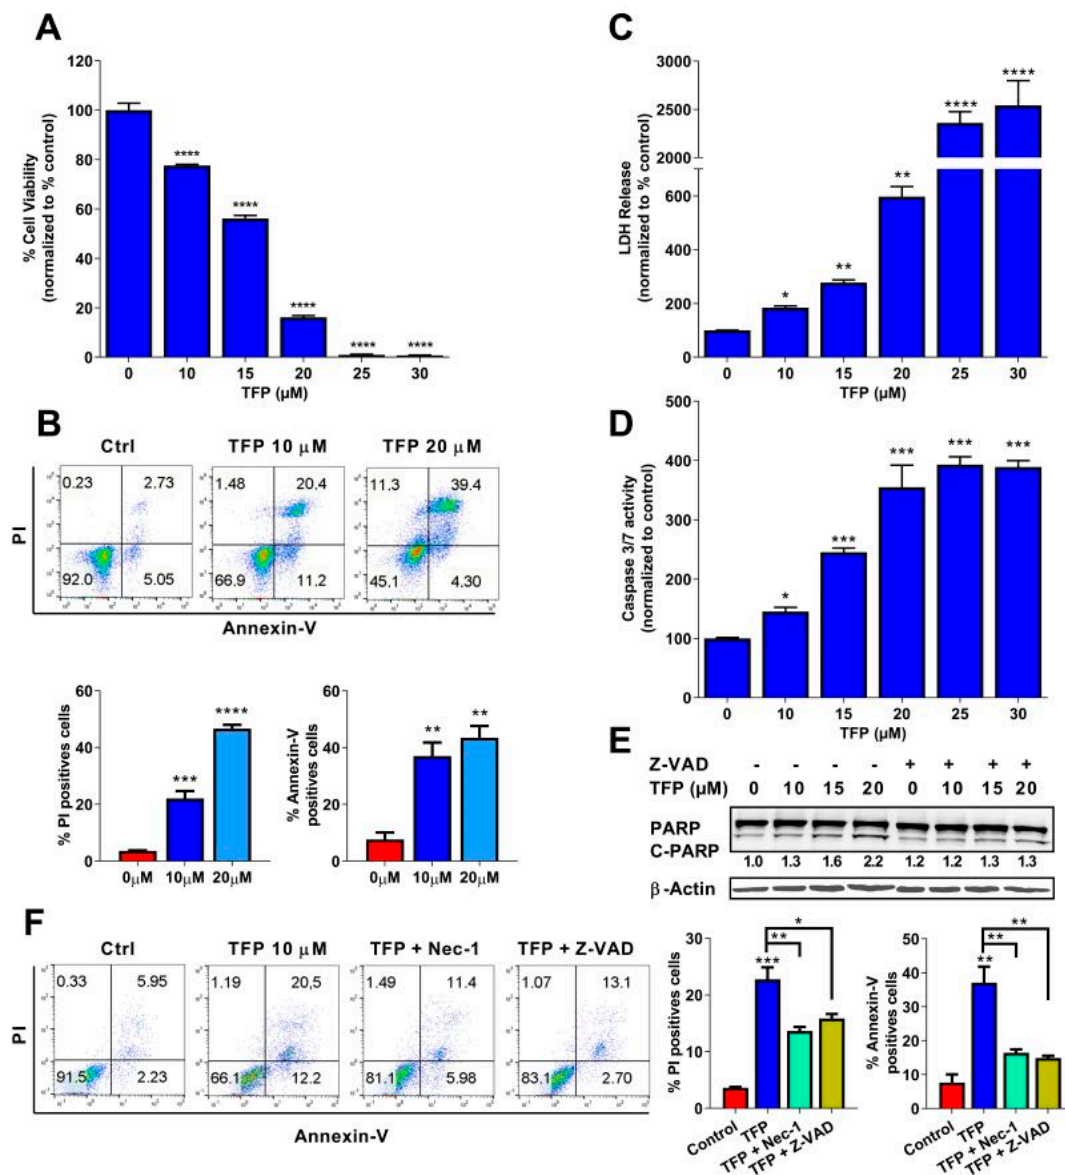 A
% Cell Viability
(normalized to % control)
120
100
80
60
40
20
0
****
****
****
****
****
0 10 15 20 25 30
TFP (µM)
C
LDH Release
(normalized to % control)
3000
2500
2000
600
400
200
0
*
**
**
****
****
0 10 15 20 25 30
TFP (µM)
B
Ctrl
TFP 10 µM
TFP 20 µM
PI
0.23 2.73
92.0 5.05
1.48 20.4
66.9 11.2
11.3 39.4
45.1 4.30
Annexin-V
% PI positives cells
60
40
20
0
***
****
0µM 10µM 20µM
% Annexin-V
positives cells
60
40
20
0
**
**
0µM 10µM 20µM
D
Caspase 3/7 activity
(normalized to control)
500
400
300
200
100
0
*
***
***
***
***
0 10 15 20 25 30
TFP (µM)
E
Z-VAD - - - - + + + +
TFP (µM) 0 10 15 20 0 10 15 20
PARP
C-PARP
1.0 1.3 1.6 2.2 1.2 1.2 1.3 1.3
β-Actin
F
Ctrl
TFP 10 µM
TFP + Nec-1
TFP + Z-VAD
PI
0.33 5.95
91.5 2.23
1.19 20,5
66.1 12.2
1.49 11.4
81.1 5.98
1.07 13.1
83.1 2.70
Annexin-V
% PI positives cells
30
20
10
0
***
**
*
Control
TFP
TFP + Nec-1
TFP + Z-VAD
% Annexin-V
positives cells
50
40
30
20
10
0
**
**
**
Control
TFP
TFP + Nec-1
TFP + Z-VAD